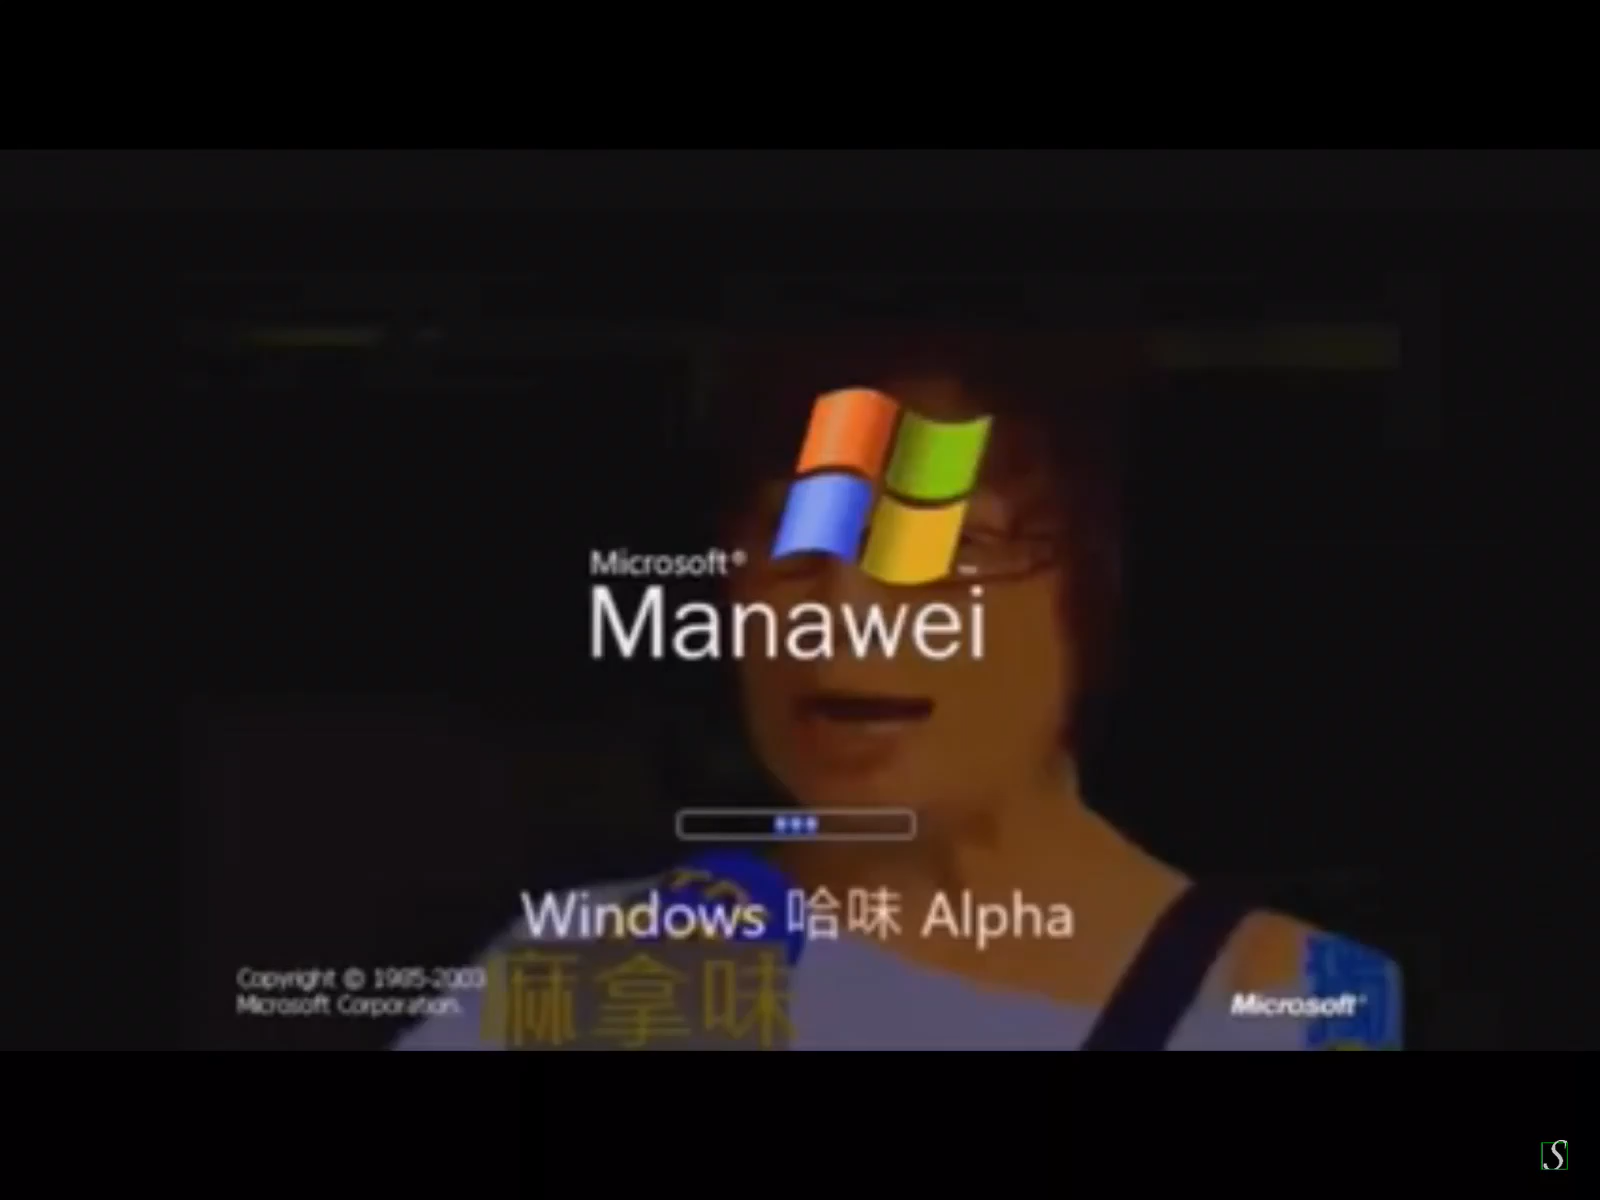 Microsoft®
Manawei
Windows 哈味 Alpha
麻拿味
Copyright © 1985-2003
Microsoft Corporation.
Microsoft®
S